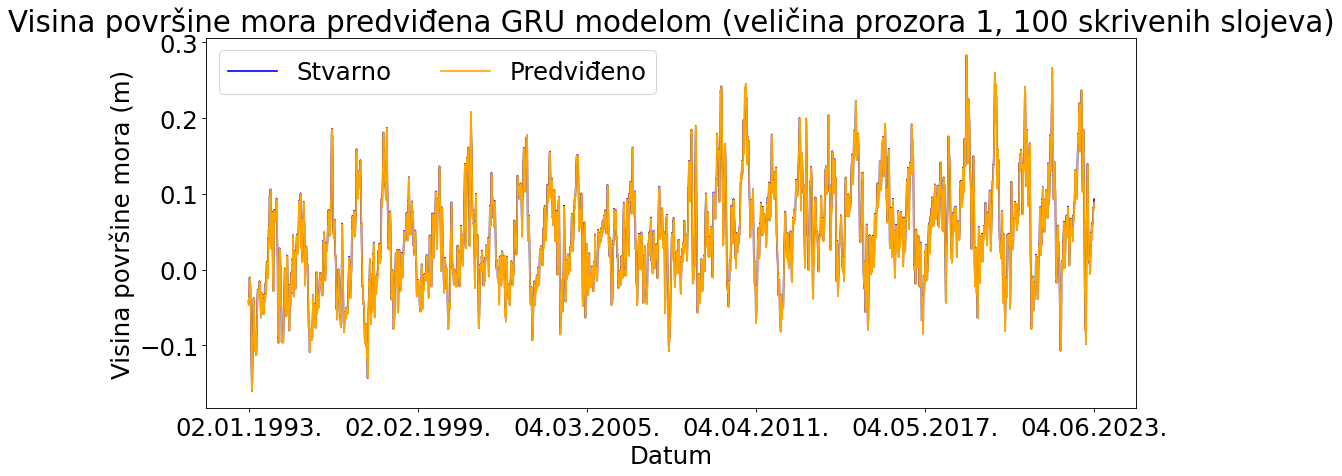 Visina površine mora predviđena GRU modelom (veličina prozora 1, 100 skrivenih slojeva)
Stvarno
Predviđeno
Visina površine mora (m)
0.3
0.2
0.1
0.0
−0.1
02.01.1993.
02.02.1999.
04.03.2005.
04.04.2011.
04.05.2017.
04.06.2023.
Datum